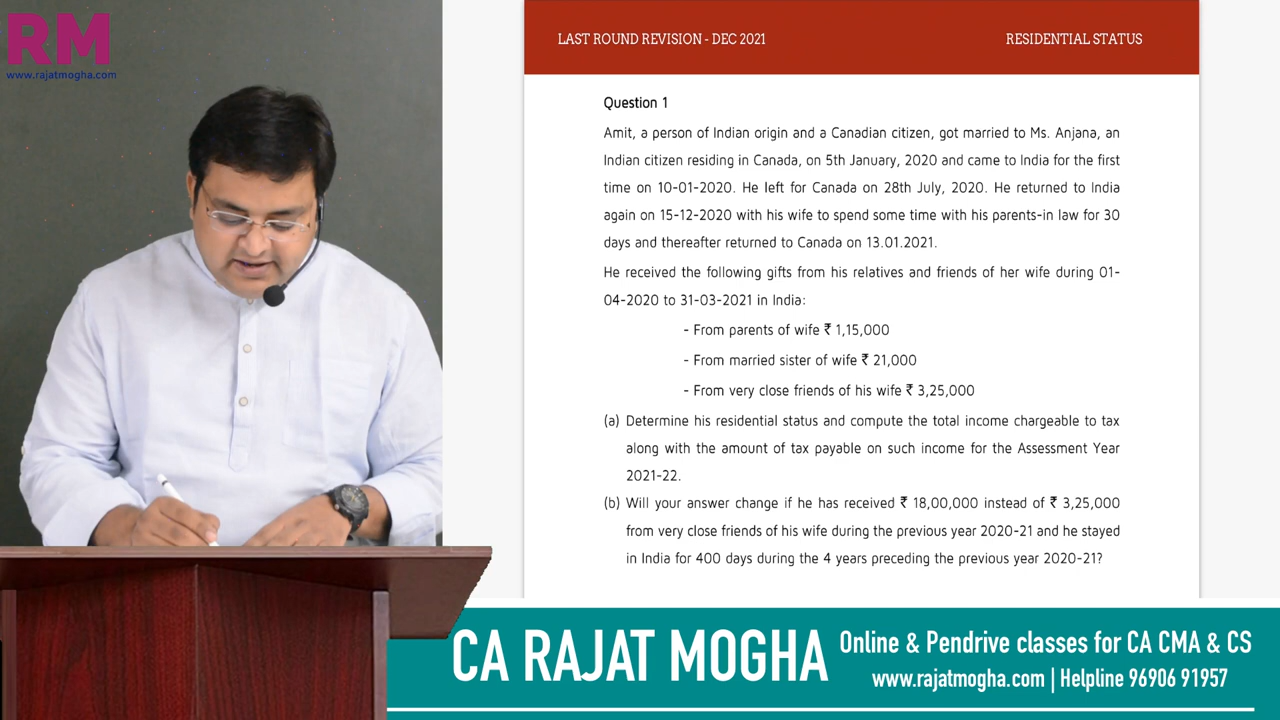 RM
www.rajatmogha.com
LAST ROUND REVISION - DEC 2021
RESIDENTIAL STATUS
Question 1
Amit, a person of Indian origin and a Canadian citizen, got married to Ms. Anjana, an
Indian citizen residing in Canada, on 5th January, 2020 and came to India for the first
time on 10-01-2020. He left for Canada on 28th July, 2020. He returned to India
again on 15-12-2020 with his wife to spend some time with his parents-in law for 30
days and thereafter returned to Canada on 13.01.2021.
He received the following gifts from his relatives and friends of her wife during 01-
04-2020 to 31-03-2021 in India:
- From parents of wife ₹ 1,15,000
- From married sister of wife ₹ 21,000
- From very close friends of his wife ₹ 3,25,000
(a) Determine his residential status and compute the total income chargeable to tax
along with the amount of tax payable on such income for the Assessment Year
2021-22.
(b) Will your answer change if he has received ₹ 18,00,000 instead of ₹ 3,25,000
from very close friends of his wife during the previous year 2020-21 and he stayed
in India for 400 days during the 4 years preceding the previous year 2020-21?
CA RAJAT MOGHA
Online & Pendrive classes for CA CMA & CS
www.rajatmogha.com | Helpline 96906 91957